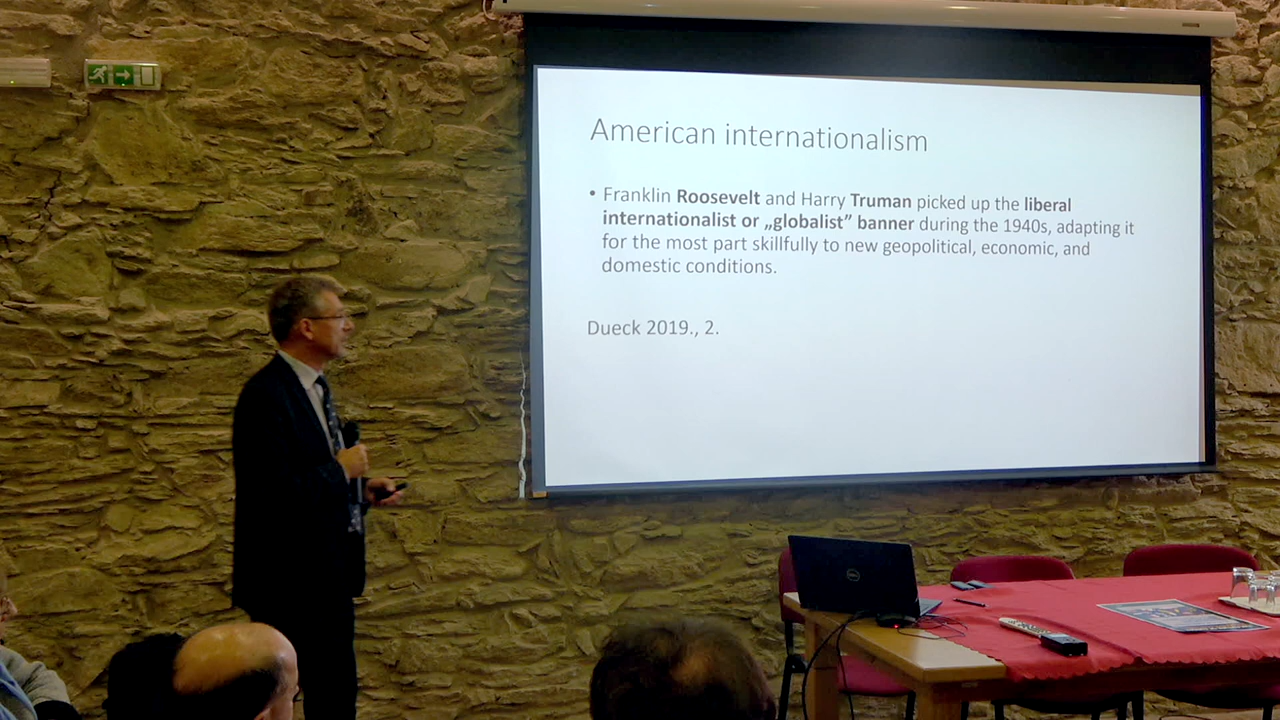 American internationalism
• Franklin Roosevelt and Harry Truman picked up the liberal
internationalist or „globalist” banner during the 1940s, adapting it
for the most part skillfully to new geopolitical, economic, and
domestic conditions.
Dueck 2019., 2.
DELL